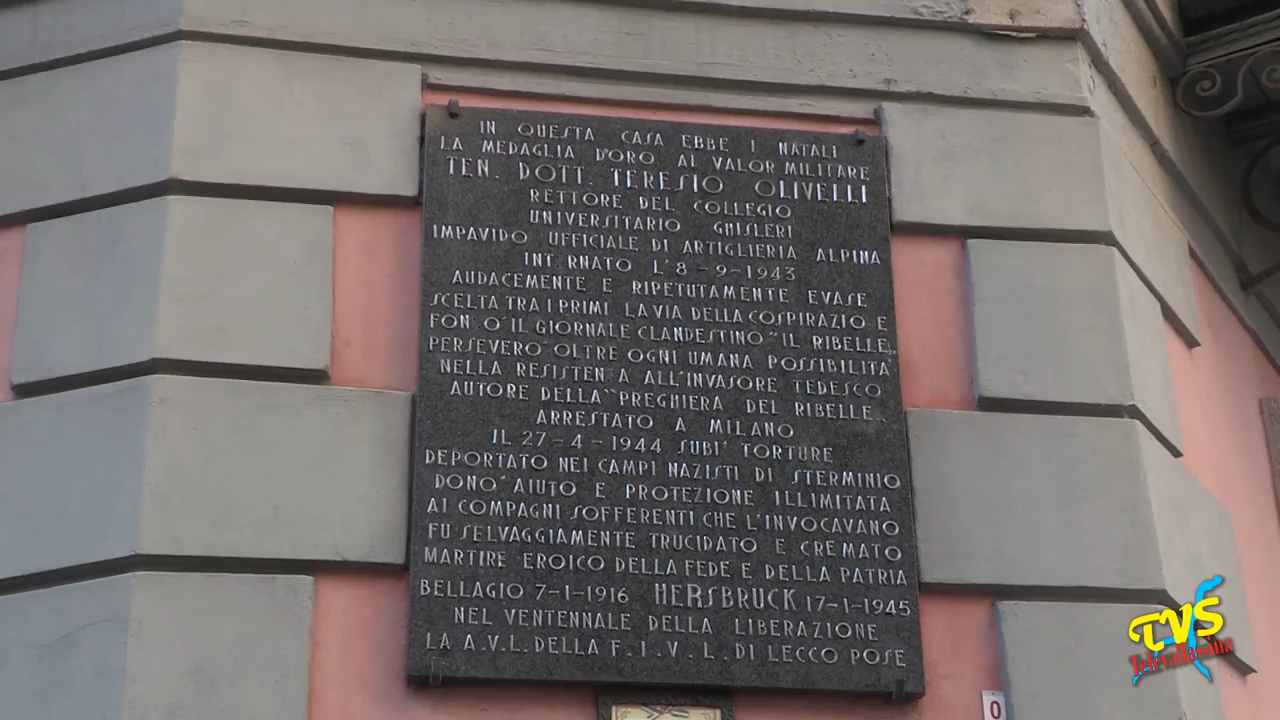 IN QUESTA CASA EBBE I NATALI
LA MEDAGLIA D'ORO AL VALOR MILITARE
TEN. DOTT. TERESIO OLIVELLI
RETTORE DEL COLLEGIO
UNIVERSITARIO GHISLERI
IMPAVIDO UFFICIALE DI ARTIGLIERIA ALPINA
INT RNATO L'8-9-1943
AUDACEMENTE E RIPETUTAMENTE EVASE
SCELTA TRA I PRIMI LA VIA DELLA COSPIRAZIO E
FON O' IL GIORNALE CLANDESTINO "IL RIBELLE"
PERSEVERO OLTRE OGNI UMANA POSSIBILITA
NELLA RESISTEN A ALL'INVASORE TEDESCO
AUTORE DELLA "PREGHIERA DEL RIBELLE"
ARRESTATO A MILANO
IL 27-4-1944 SUBI' TORTURE
DEPORTATO NEI CAMPI NAZISTI DI STERMINIO
DONO' AIUTO E PROTEZIONE ILLIMITATA
AI COMPAGNI SOFFERENTI CHE L'INVOCAVANO
FU SELVAGGIAMENTE TRUCIDATO E CREMATO
MARTIRE EROICO DELLA FEDE E DELLA PATRIA
BELLAGIO 7-1-1916 HERSBRUCK 17-1-1945
NEL VENTENNALE DELLA LIBERAZIONE
LA A.V.L. DELLA F.I.V.L. DI LECCO POSE
0
TVS
Televallassina